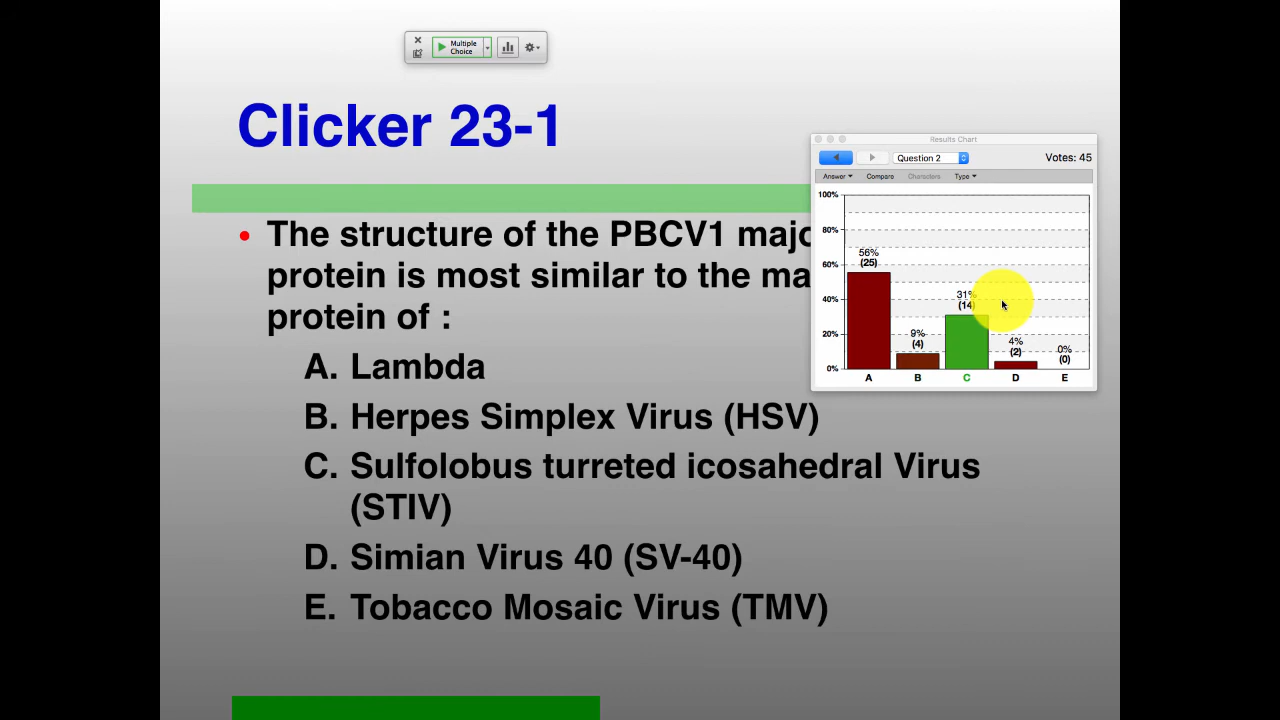 Multiple
Choice
Clicker 23-1
• The structure of the PBCV1 majo
protein is most similar to the ma
protein of :
A. Lambda
B. Herpes Simplex Virus (HSV)
C. Sulfolobus turreted icosahedral Virus
(STIV)
D. Simian Virus 40 (SV-40)
E. Tobacco Mosaic Virus (TMV)
Results Chart
Question 2
Votes: 45
Answer Compare Characters Type
100%
80%
60%
40%
20%
0%
56%
(25)
9%
(4)
31%
(14)
4%
(2)
0%
(0)
A B C D E